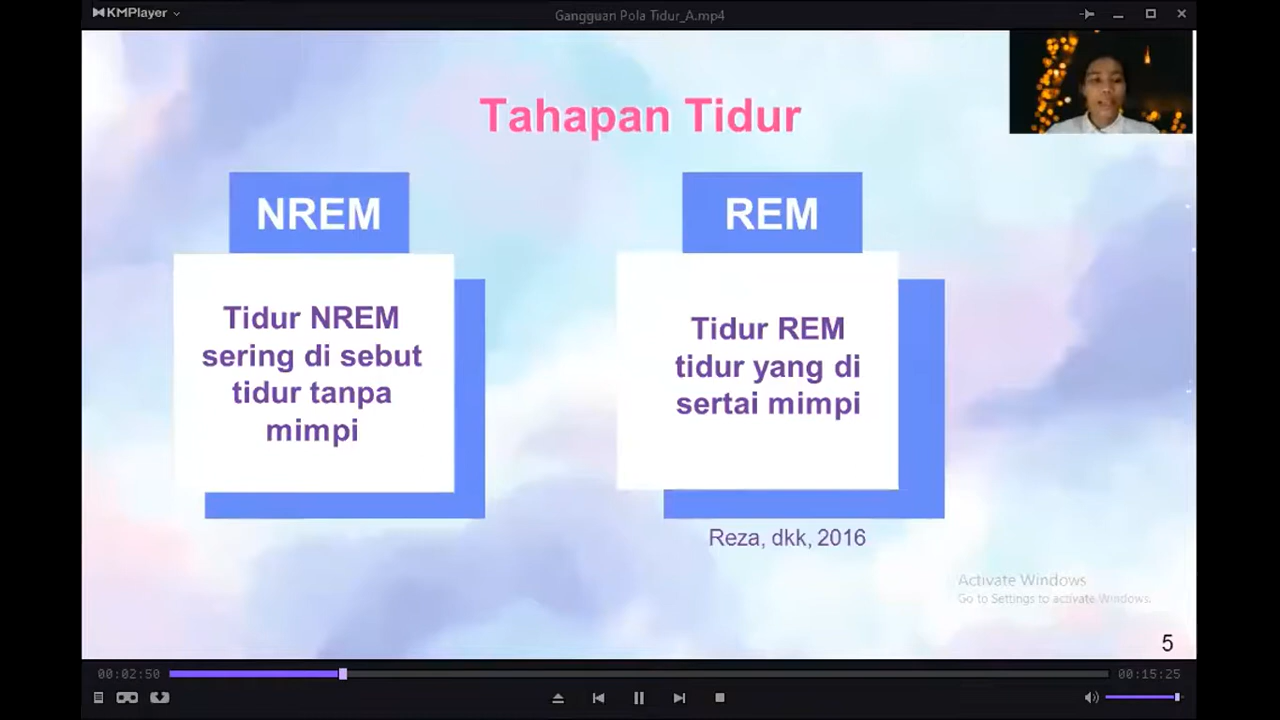 KMPlayer
Gangguan Pola Tidur_A.mp4
Tahapan Tidur
NREM
Tidur NREM
sering di sebut
tidur tanpa
mimpi
REM
Tidur REM
tidur yang di
sertai mimpi
Reza, dkk, 2016
Activate Windows
Go to Settings to activate Windows.
5
00:02:50
00:15:25